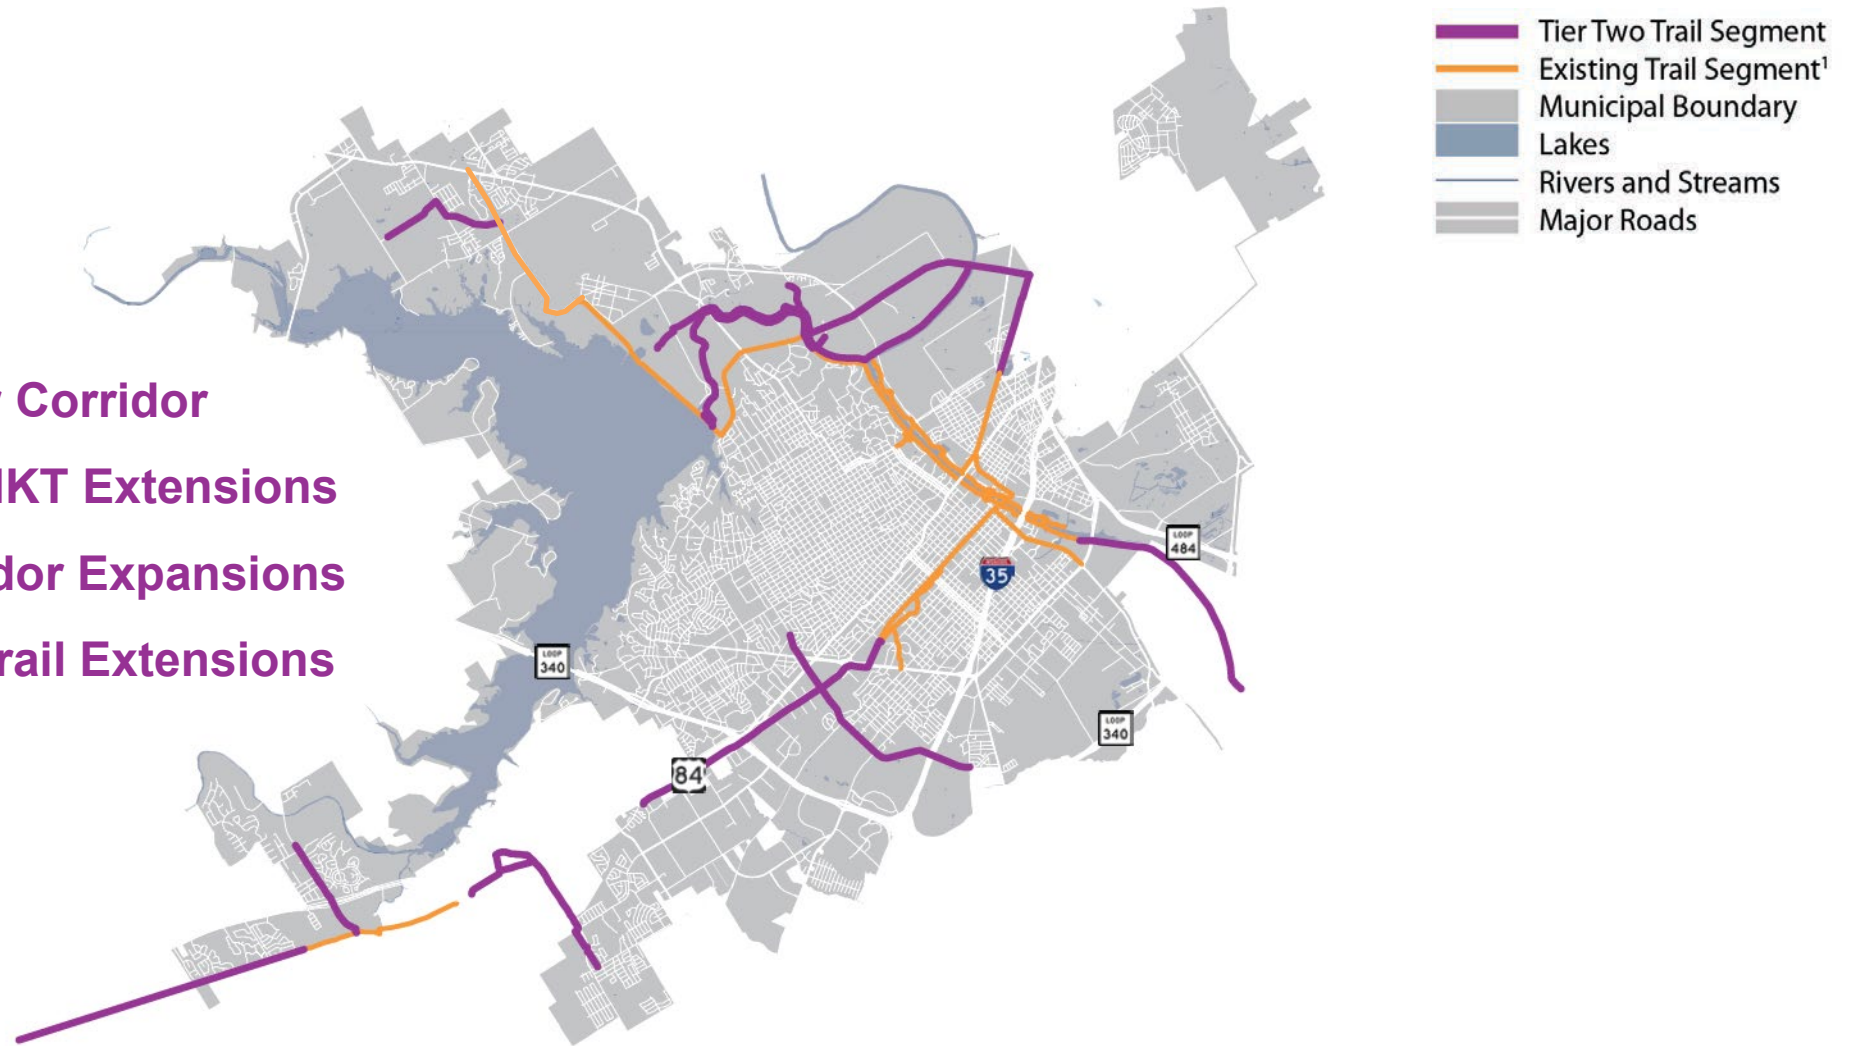 Tier Two Trail Segment
Existing Trail Segment¹
Municipal Boundary
Lakes
Rivers and Streams
Major Roads
Corridor
KT Extensions
dor Expansions
rail Extensions
LOOP
484
35
LOOP
340
LOOP
340
84